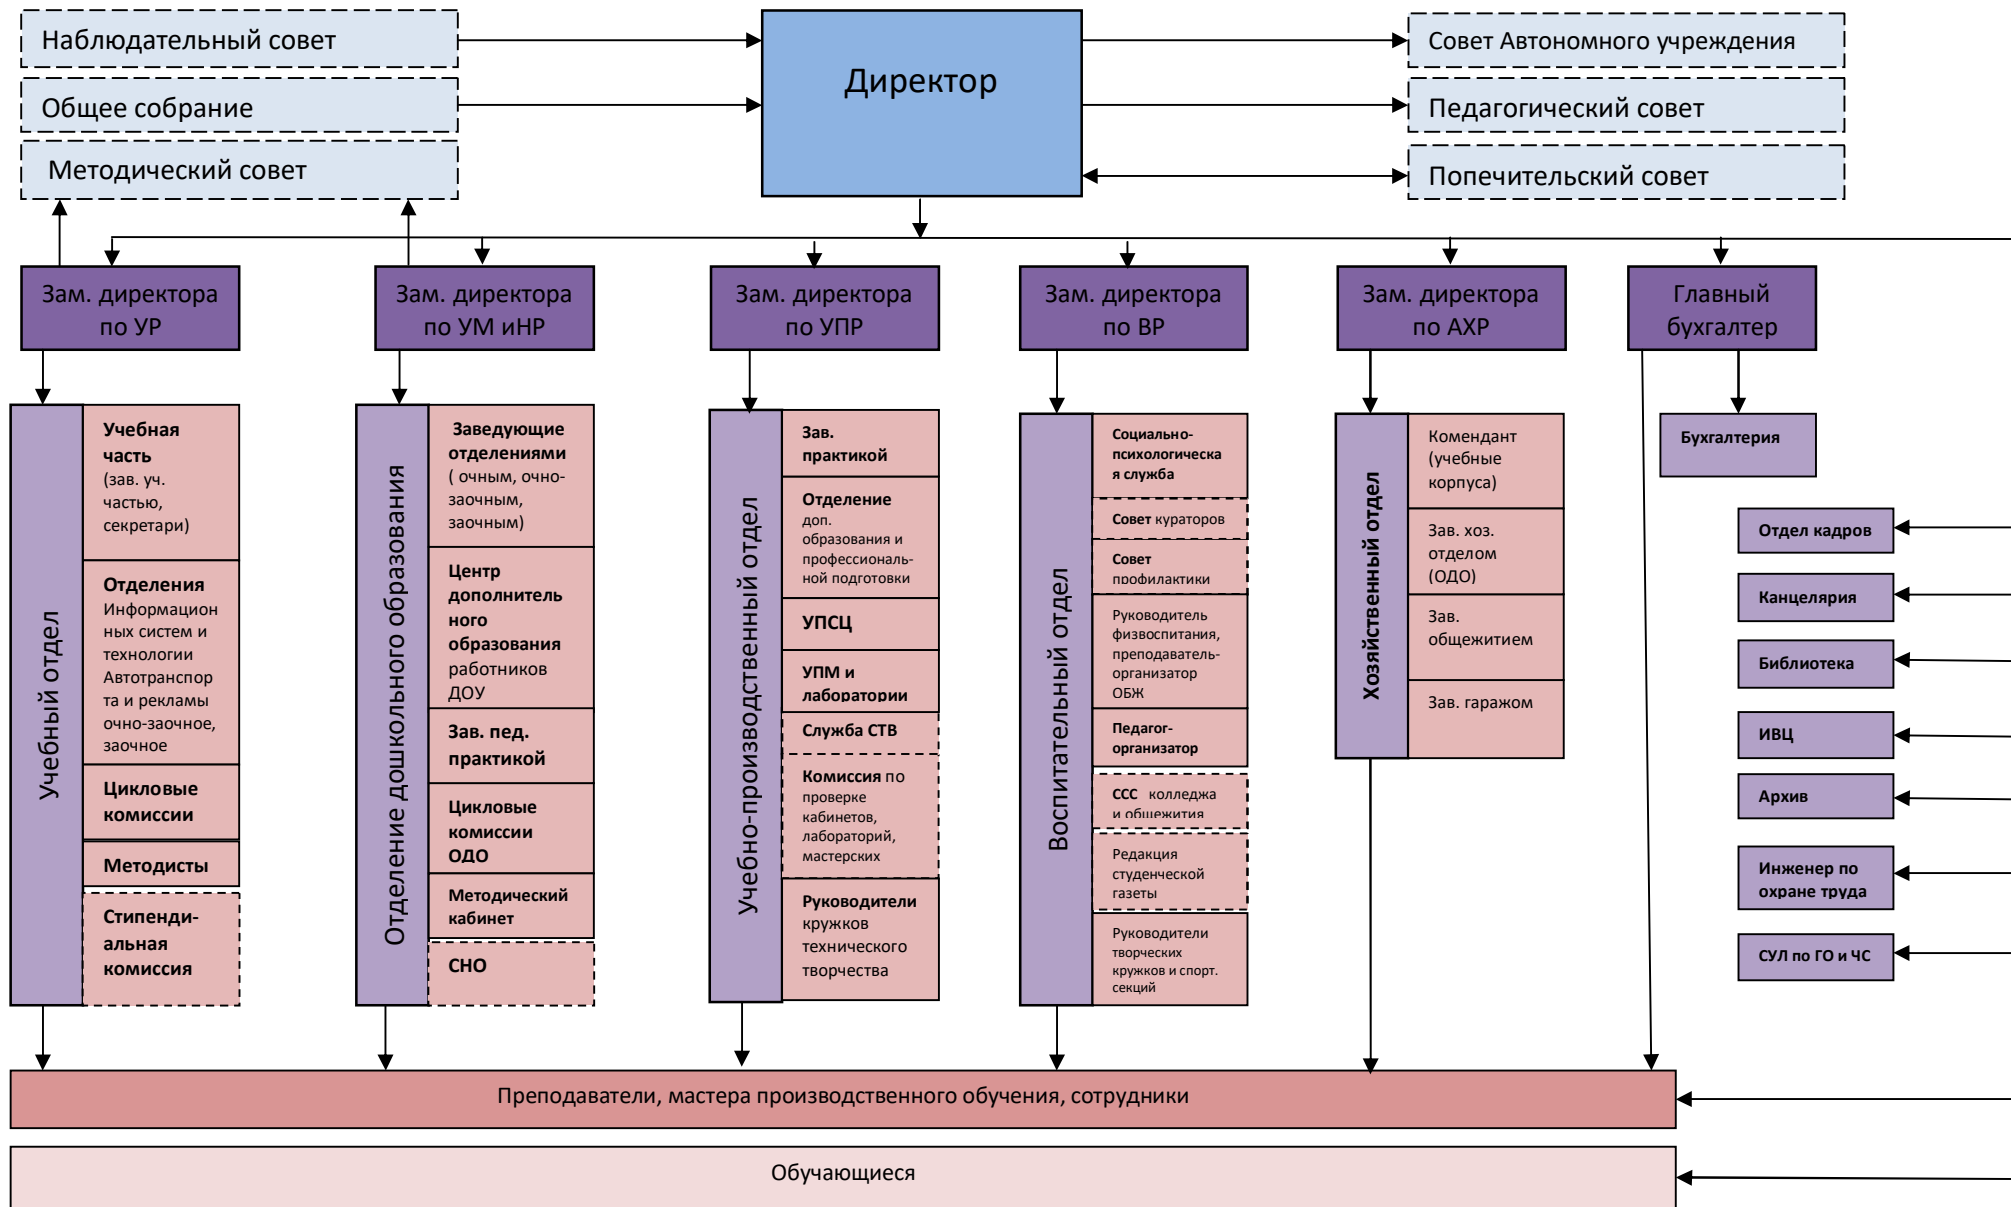 Наблюдательный совет
Общее собрание
Методический совет
Директор
Совет Автономного учреждения
Педагогический совет
Попечительский совет
Зам. директора
по УР
Зам. директора
по УМ иНР
Зам. директора
по УПР
Зам. директора
по ВР
Зам. директора
по АХР
Главный
бухгалтер
Учебный отдел
Учебная
часть
(зав. уч.
частью,
секретари)
Отделения
Информацион
ных систем и
технологии
Автотранспор
та и рекламы
очно-заочное,
заочное
Цикловые
комиссии
Методисты
Стипенди-
альная
комиссия
Отделение дошкольного образования
Заведующие
отделениями
( очным, очно-
заочным,
заочным)
Центр
дополнитель
ного
образования
работников
ДОУ
Зав. пед.
практикой
Цикловые
комиссии
ОДО
Методический
кабинет
СНО
Учебно-производственный отдел
Зав.
практикой
Отделение
доп.
образования и
профессиональ-
ной подготовки
УПСЦ
УПМ и
лаборатории
Служба СТВ
Комиссия по
проверке
кабинетов,
лабораторий,
мастерских
Руководители
кружков
технического
творчества
Воспитательный отдел
Социально-
психологическа
я служба
Совет кураторов
Совет
профилактики
Руководитель
физвоспитания,
преподаватель-
организатор
ОБЖ
Педагог-
организатор
ССС колледжа
и общежития
Редакция
студенческой
газеты
Руководители
творческих
кружков и спорт.
секций
Хозяйственный отдел
Комендант
(учебные
корпуса)
Зав. хоз.
отделом
(ОДО)
Зав.
общежитием
Зав. гаражом
Бухгалтерия
Отдел кадров
Канцелярия
Библиотека
ИВЦ
Архив
Инженер по
охране труда
СУЛ по ГО и ЧС
Преподаватели, мастера производственного обучения, сотрудники
Обучающиеся